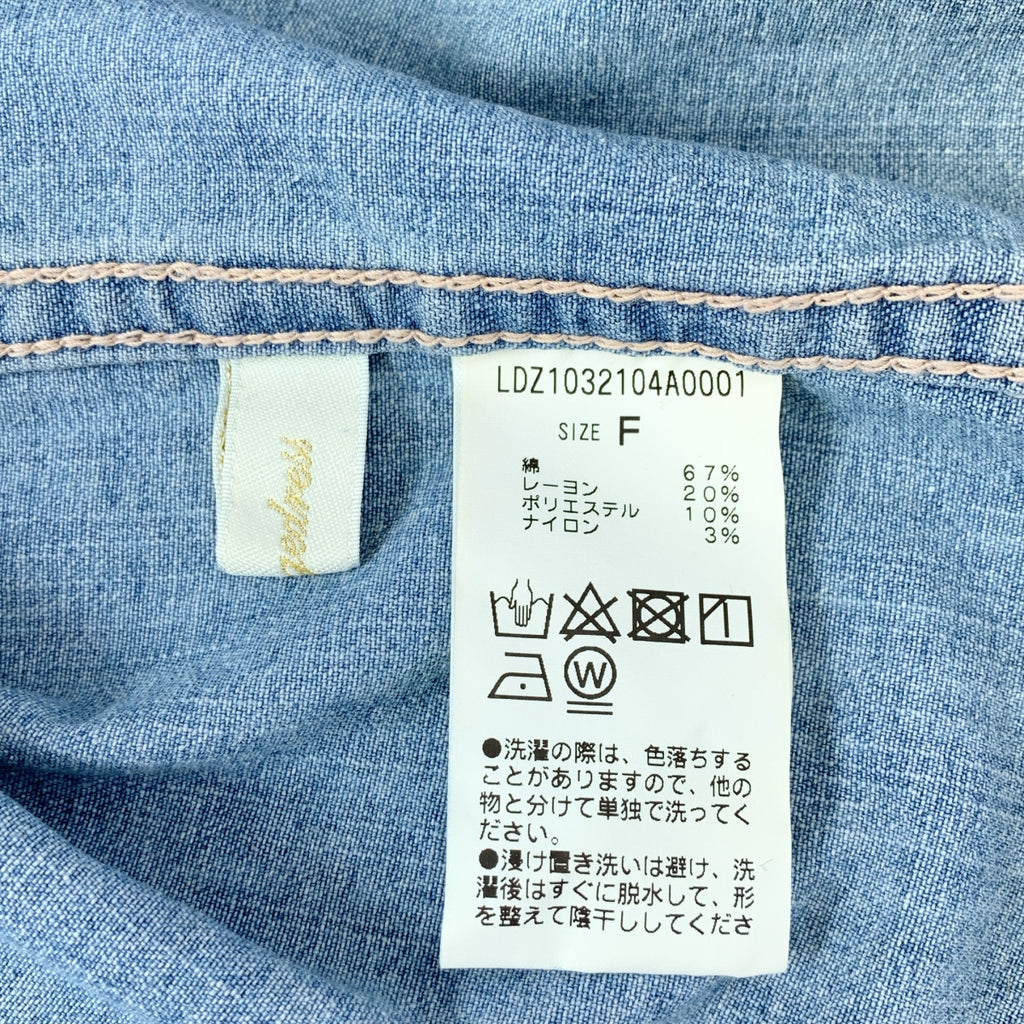 LDZ1032104A0001
SIZE F
綿 67%
レーヨン 20%
ポリエステル 10%
ナイロン 3%
W
●洗濯の際は、色落ちする
ことがありますので、他の
物と分けて単独で洗ってく
ださい。
●浸け置き洗いは避け、洗
濯後はすぐに脱水して、形
を整えて陰干ししてくださ